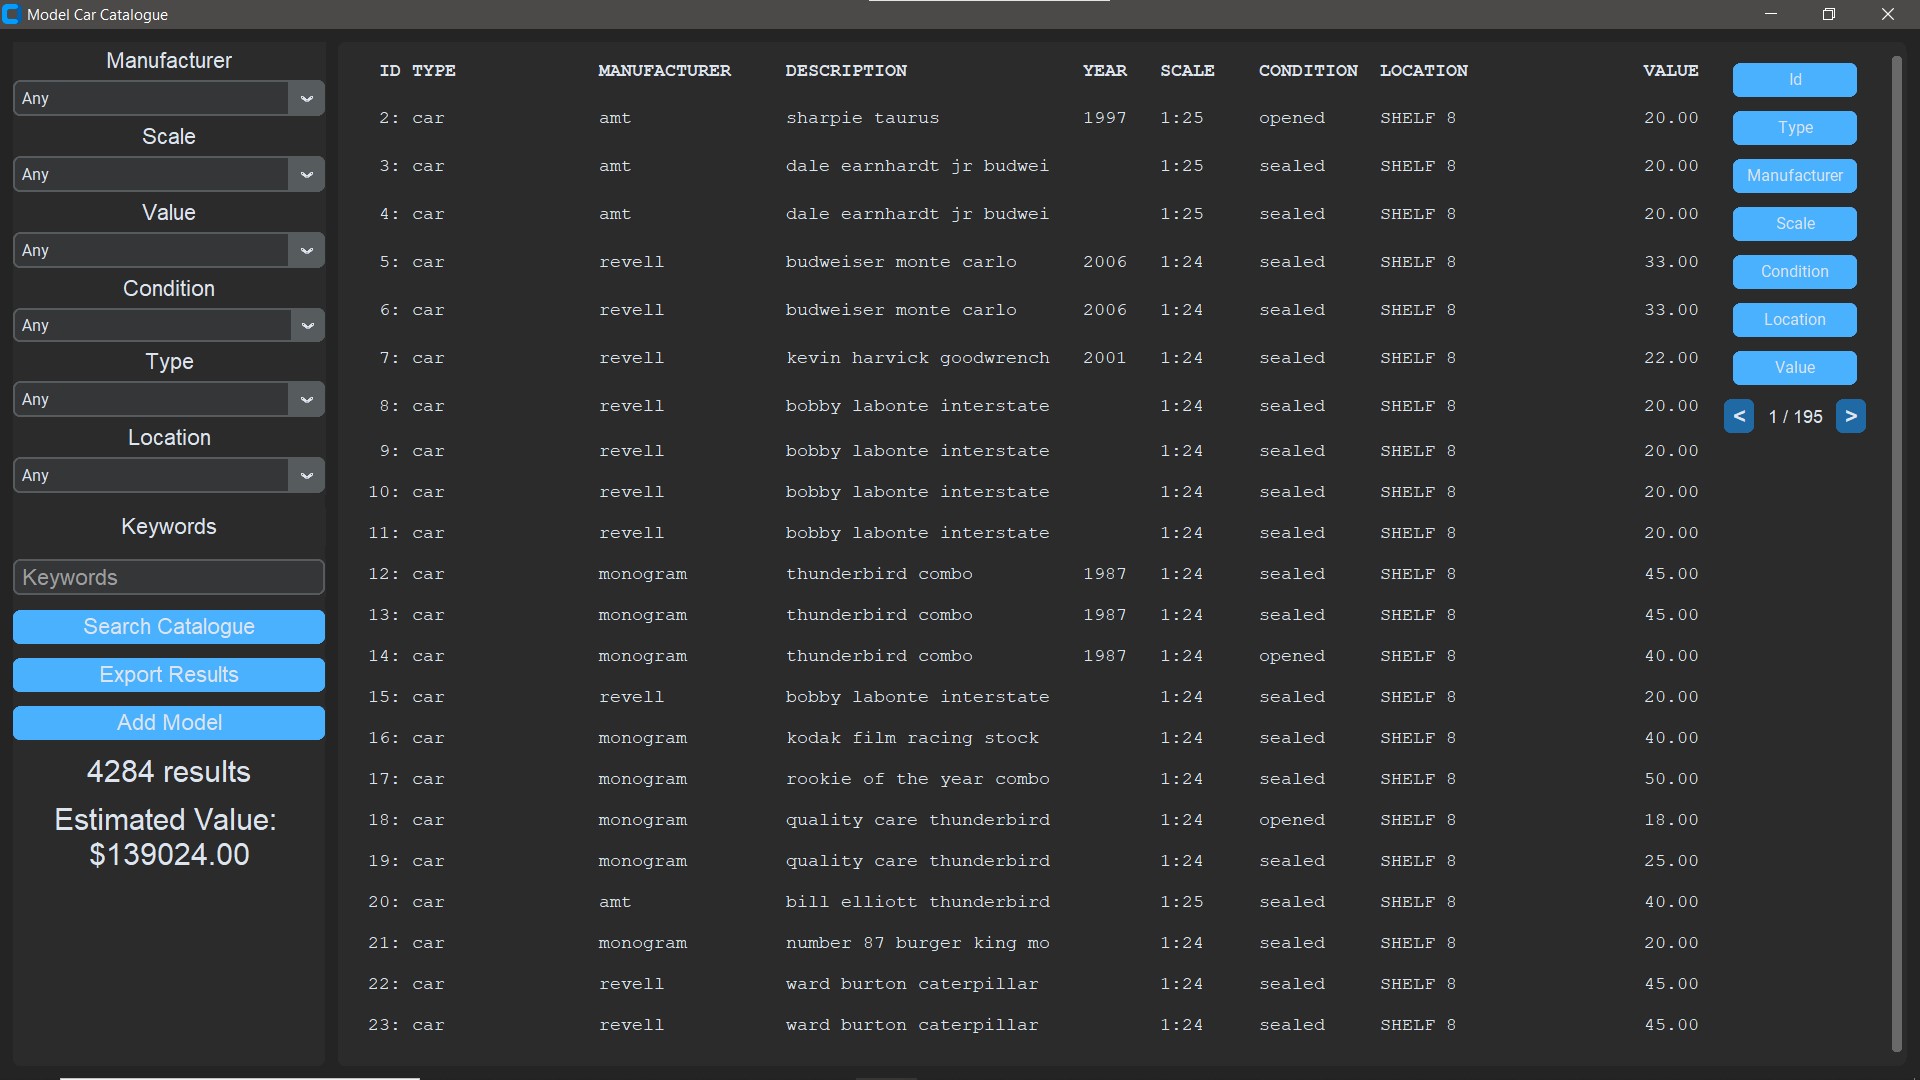 Model Car Catalogue
Manufacturer
Any
Scale
Any
Value
Any
Condition
Any
Type
Any
Location
Any
Keywords
Keywords
Search Catalogue
Export Results
Add Model
4284 results
Estimated Value:
$139024.00
ID TYPE MANUFACTURER DESCRIPTION YEAR SCALE CONDITION LOCATION VALUE
2: car amt sharpie taurus 1997 1:25 opened SHELF 8 20.00
3: car amt dale earnhardt jr budwei 1:25 sealed SHELF 8 20.00
4: car amt dale earnhardt jr budwei 1:25 sealed SHELF 8 20.00
5: car revell budweiser monte carlo 2006 1:24 sealed SHELF 8 33.00
6: car revell budweiser monte carlo 2006 1:24 sealed SHELF 8 33.00
7: car revell kevin harvick goodwrench 2001 1:24 sealed SHELF 8 22.00
8: car revell bobby labonte interstate 1:24 sealed SHELF 8 20.00
9: car revell bobby labonte interstate 1:24 sealed SHELF 8 20.00
10: car revell bobby labonte interstate 1:24 sealed SHELF 8 20.00
11: car revell bobby labonte interstate 1:24 sealed SHELF 8 20.00
12: car monogram thunderbird combo 1987 1:24 sealed SHELF 8 45.00
13: car monogram thunderbird combo 1987 1:24 sealed SHELF 8 45.00
14: car monogram thunderbird combo 1987 1:24 opened SHELF 8 40.00
15: car revell bobby labonte interstate 1:24 sealed SHELF 8 20.00
16: car monogram kodak film racing stock 1:24 sealed SHELF 8 40.00
17: car monogram rookie of the year combo 1:24 sealed SHELF 8 50.00
18: car monogram quality care thunderbird 1:24 opened SHELF 8 18.00
19: car monogram quality care thunderbird 1:24 sealed SHELF 8 25.00
20: car amt bill elliott thunderbird 1:25 sealed SHELF 8 40.00
21: car monogram number 87 burger king mo 1:24 sealed SHELF 8 20.00
22: car revell ward burton caterpillar 1:24 sealed SHELF 8 45.00
23: car revell ward burton caterpillar 1:24 sealed SHELF 8 45.00
Id
Type
Manufacturer
Scale
Condition
Location
Value
< 1 / 195 >